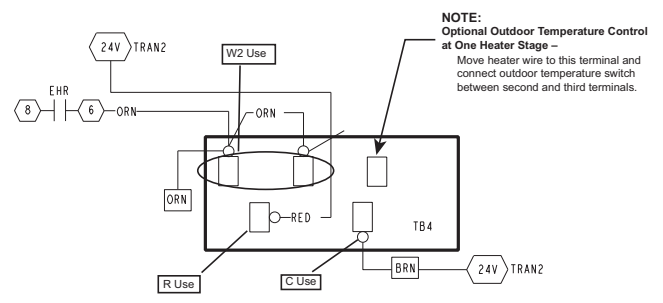 NOTE:
Optional Outdoor Temperature Control
at One Heater Stage –
Move heater wire to this terminal and
connect outdoor temperature switch
between second and third terminals.
24V TRAN2
W2 Use
EHR
8 6 ORN
ORN
ORN
RED
TB4
R Use
C Use
BRN
24V TRAN2